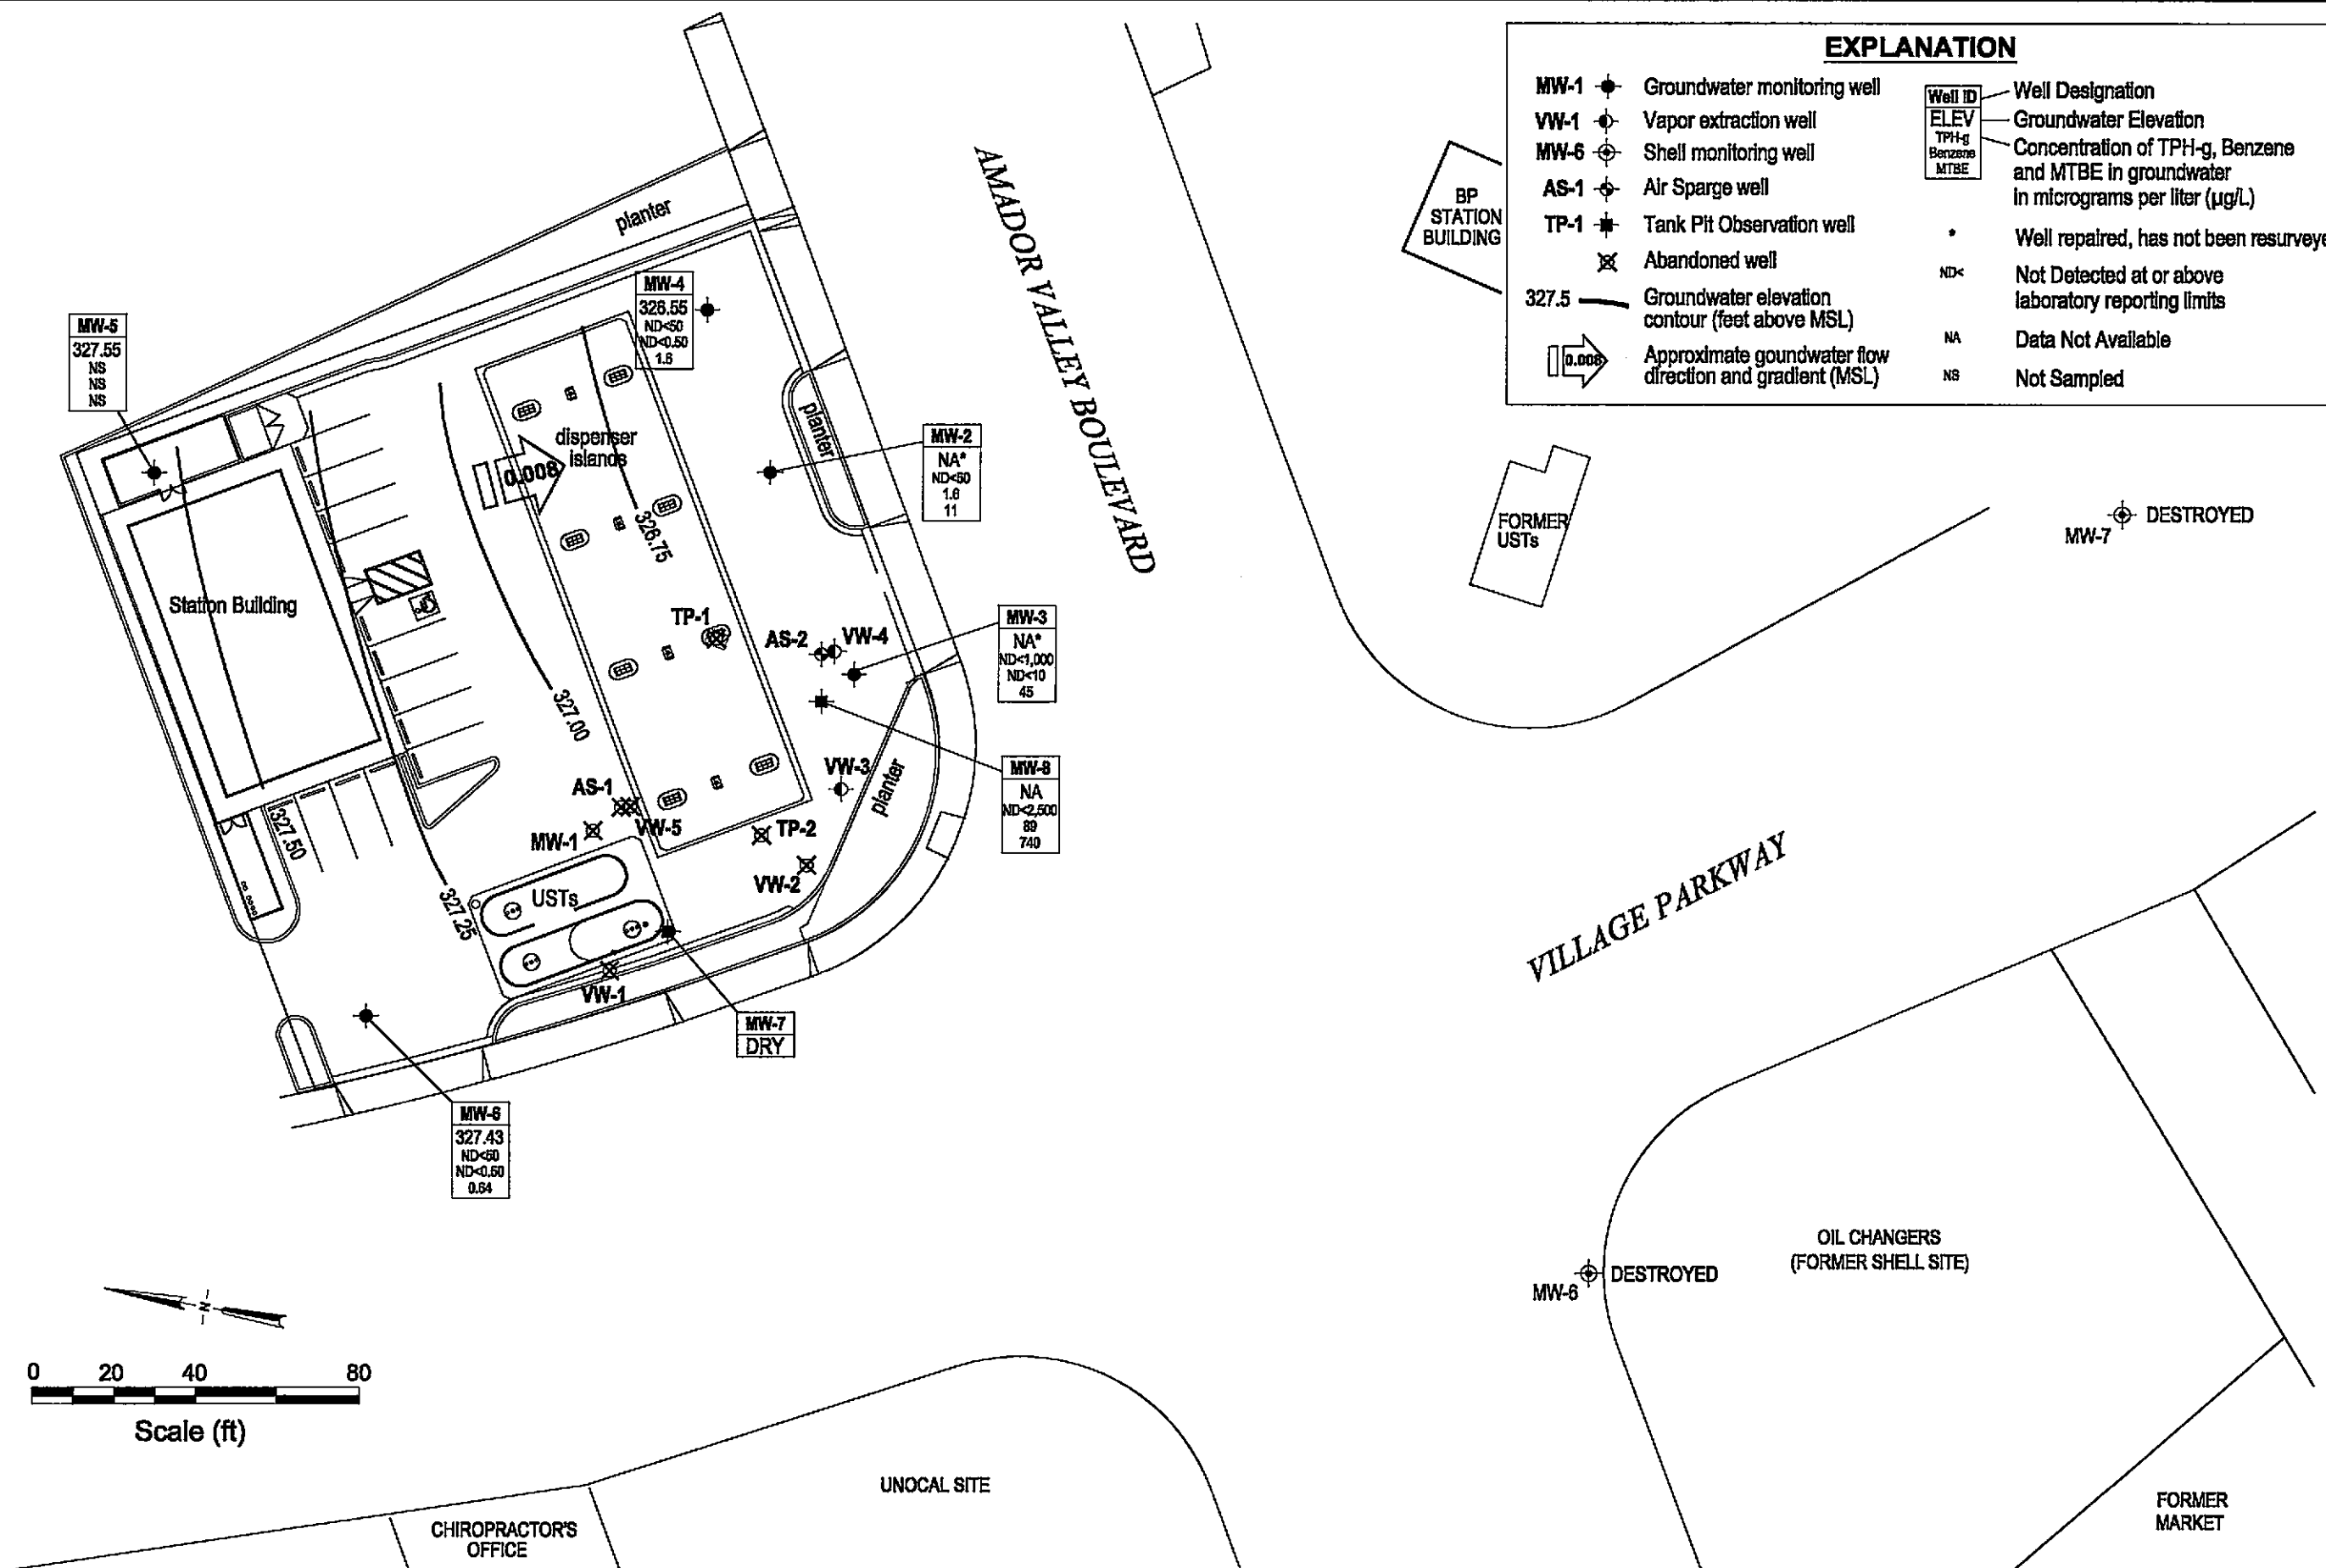 EXPLANATION
MW-1 Groundwater monitoring well
VW-1 Vapor extraction well
MW-6 Shell monitoring well
AS-1 Air Sparge well
TP-1 Tank Pit Observation well
Abandoned well
327.5 Groundwater elevation
contour (feet above MSL)
0.008 Approximate goundwater flow
direction and gradient (MSL)
Well ID
ELEV
TPH-g
Benzene
MTBE
Well Designation
Groundwater Elevation
Concentration of TPH-g, Benzene
and MTBE in groundwater
in micrograms per liter (µg/L)
* Well repaired, has not been resurveye
ND< Not Detected at or above
laboratory reporting limits
NA Data Not Available
NS Not Sampled
BP
STATION
BUILDING
AMADOR VALLEY BOULEVARD
planter
MW-4
326.55
ND<50
ND<0.50
1.6
MW-5
327.55
NS
NS
NS
dispenser
islands
0.008
planter
MW-2
NA*
ND<50
1.6
11
326.75
FORMER
USTs
MW-7
DESTROYED
Station Building
TP-1
AS-2
VW-4
MW-3
NA*
ND<1,000
ND<10
45
327.00
MW-8
NA
ND<2,500
89
740
VW-3
planter
AS-1
VW-5
MW-1
TP-2
VW-2
327.50
327.25
USTs
VW-1
MW-7
DRY
VILLAGE PARKWAY
MW-6
327.43
ND<50
ND<0.50
0.64
OIL CHANGERS
(FORMER SHELL SITE)
MW-6
DESTROYED
N
0 20 40 80
Scale (ft)
UNOCAL SITE
CHIROPRACTOR'S
OFFICE
FORMER
MARKET